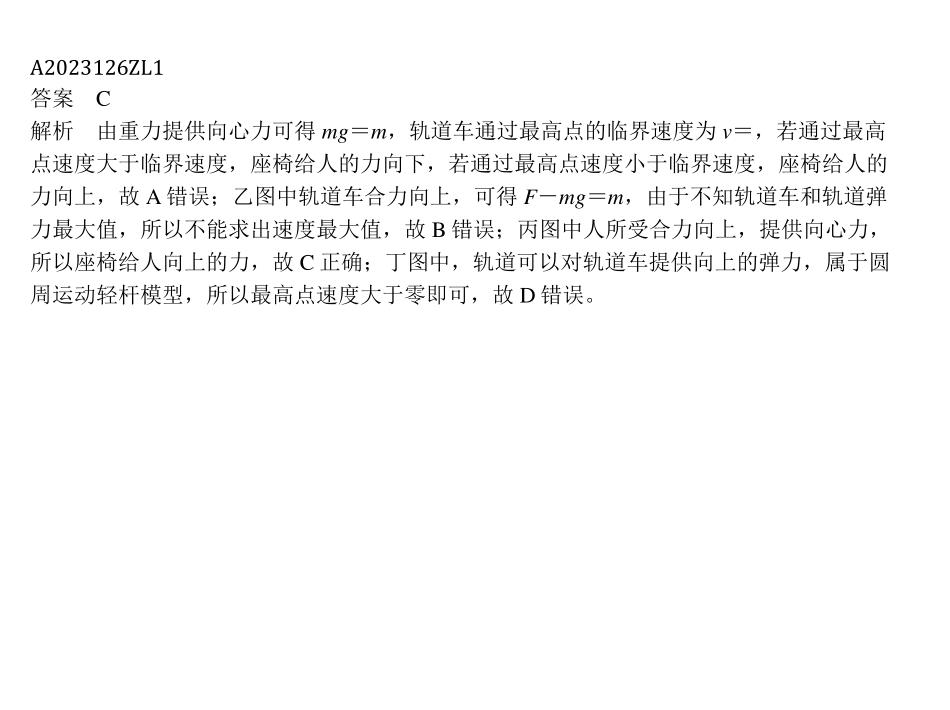 A2023126ZL1
答案　C
解析　由重力提供向心力可得 mg＝m，轨道车通过最高点的临界速度为 v＝，若通过最高
点速度大于临界速度，座椅给人的力向下，若通过最高点速度小于临界速度，座椅给人的
力向上，故 A 错误；乙图中轨道车合力向上，可得 F－mg＝m，由于不知轨道车和轨道弹
力最大值，所以不能求出速度最大值，故 B 错误；丙图中人所受合力向上，提供向心力，
所以座椅给人向上的力，故 C 正确；丁图中，轨道可以对轨道车提供向上的弹力，属于圆
周运动轻杆模型，所以最高点速度大于零即可，故 D 错误。